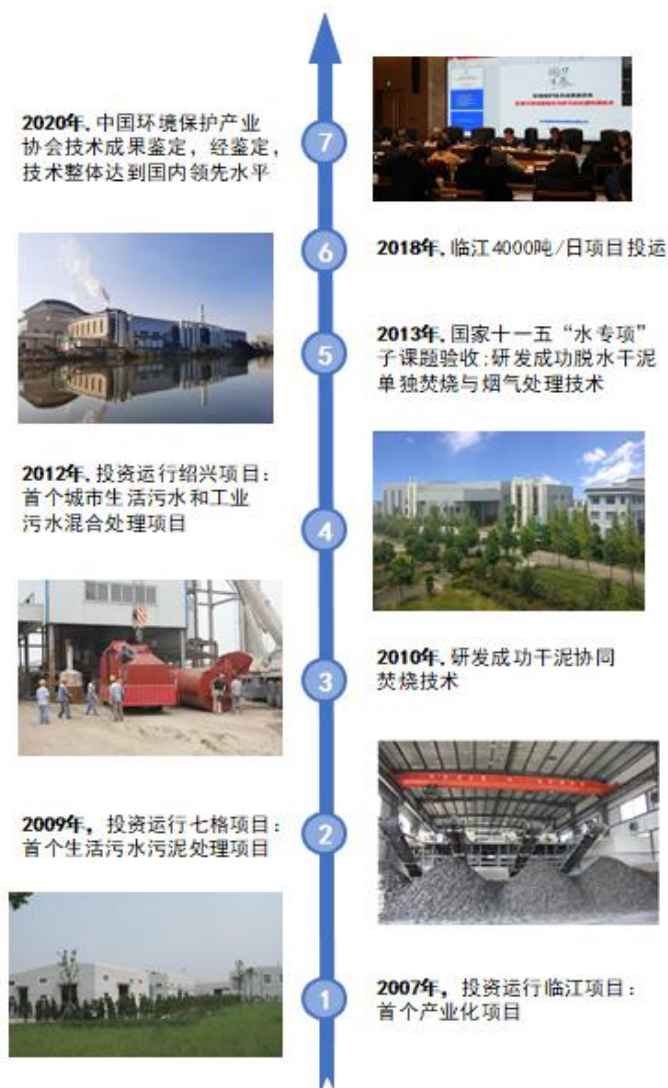 2020年,中国环境保护产业
协会技术成果鉴定，经鉴定，
技术整体达到国内领先水平
7
6
2018年,临江4000吨/日项目投运
2013年,国家十一五“水专项”
子课题验收;研发成功脱水干泥
单独焚烧与烟气处理技术
5
2012年,投资运行绍兴项目：
首个城市生活污水和工业
污水混合处理项目
4
2010年,研发成功干泥协同
焚烧技术
3
2009年，投资运行七格项目：
首个生活污水污泥处理项目
2
2007年，投资运行临江项目：
首个产业化项目
1